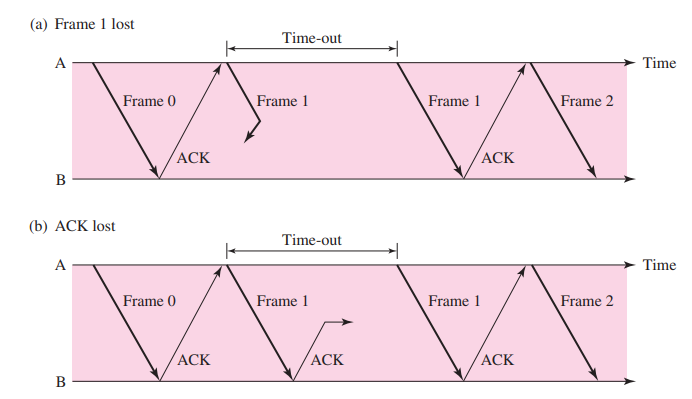 (a) Frame 1 lost
Time-out
A Time
Frame 0 Frame 1 Frame 1 Frame 2
ACK ACK
B
(b) ACK lost
Time-out
A Time
Frame 0 Frame 1 Frame 1 Frame 2
ACK ACK ACK
B